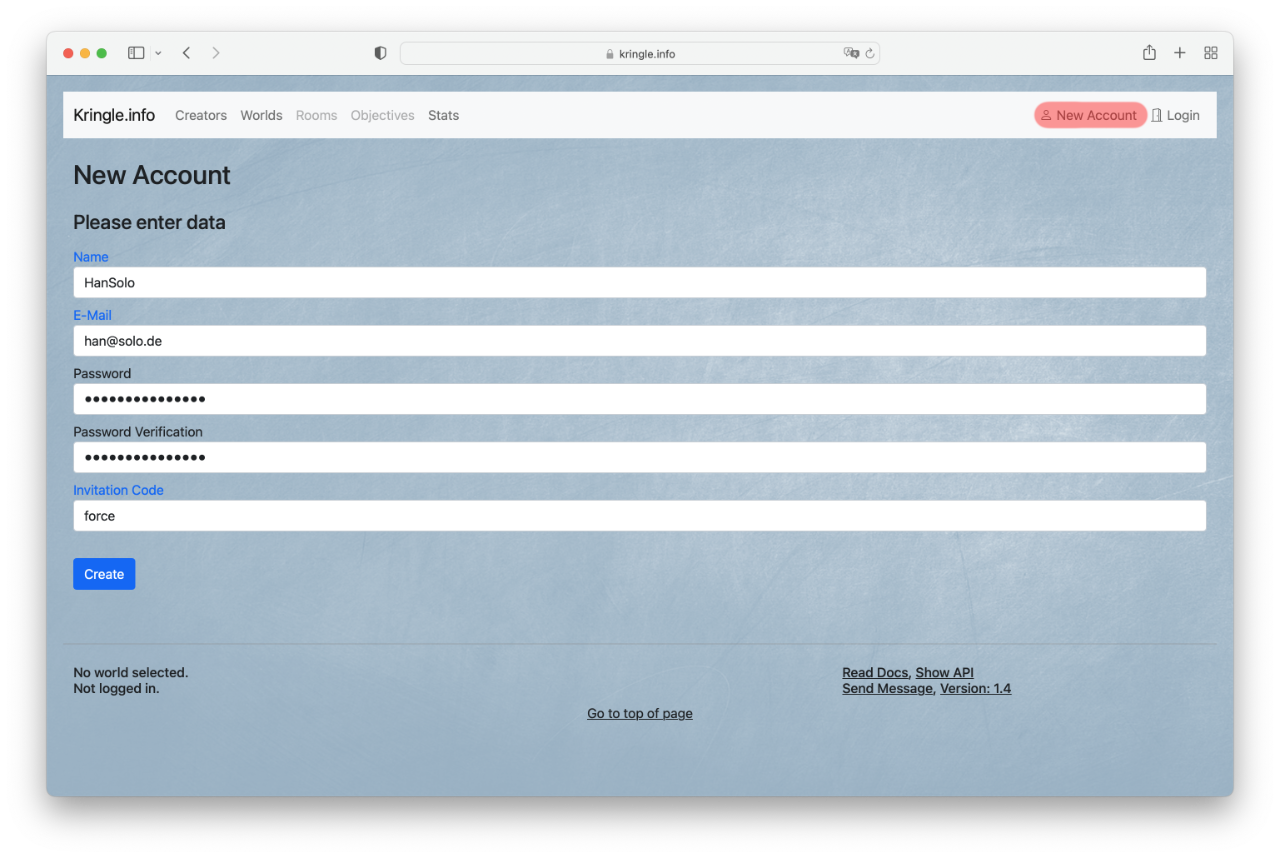 kringle.info
Kringle.info Creators Worlds Rooms Objectives Stats New Account Login
New Account
Please enter data
Name
HanSolo
E-Mail
han@solo.de
Password
•••••••••••••••
Password Verification
•••••••••••••••
Invitation Code
force
Create
No world selected.
Not logged in.
Read Docs, Show API
Send Message, Version: 1.4
Go to top of page